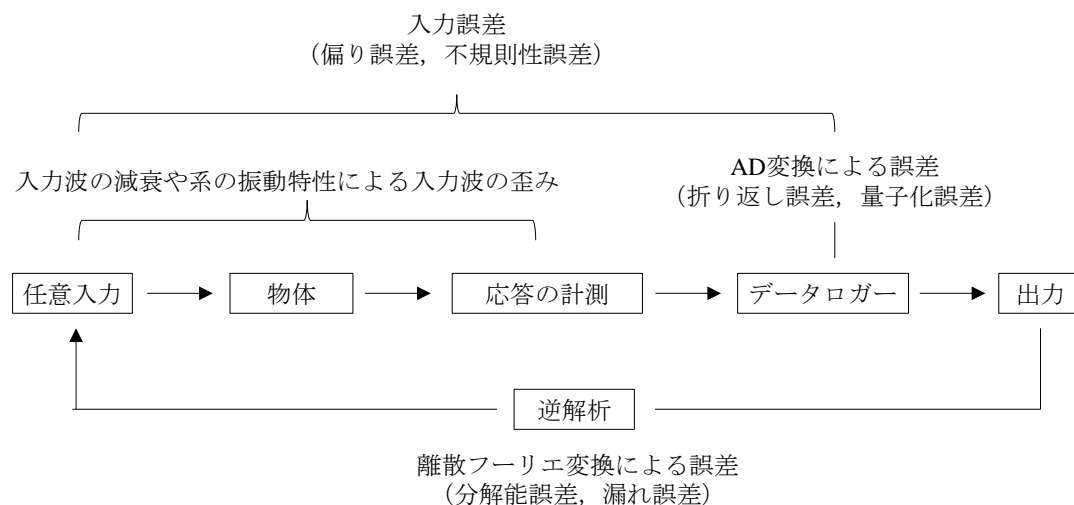 入力誤差
（偏り誤差，不規則性誤差）
入力波の減衰や系の振動特性による入力波の歪み
AD変換による誤差
（折り返し誤差，量子化誤差）
任意入力
物体
応答の計測
データロガー
出力
逆解析
離散フーリエ変換による誤差
（分解能誤差，漏れ誤差）